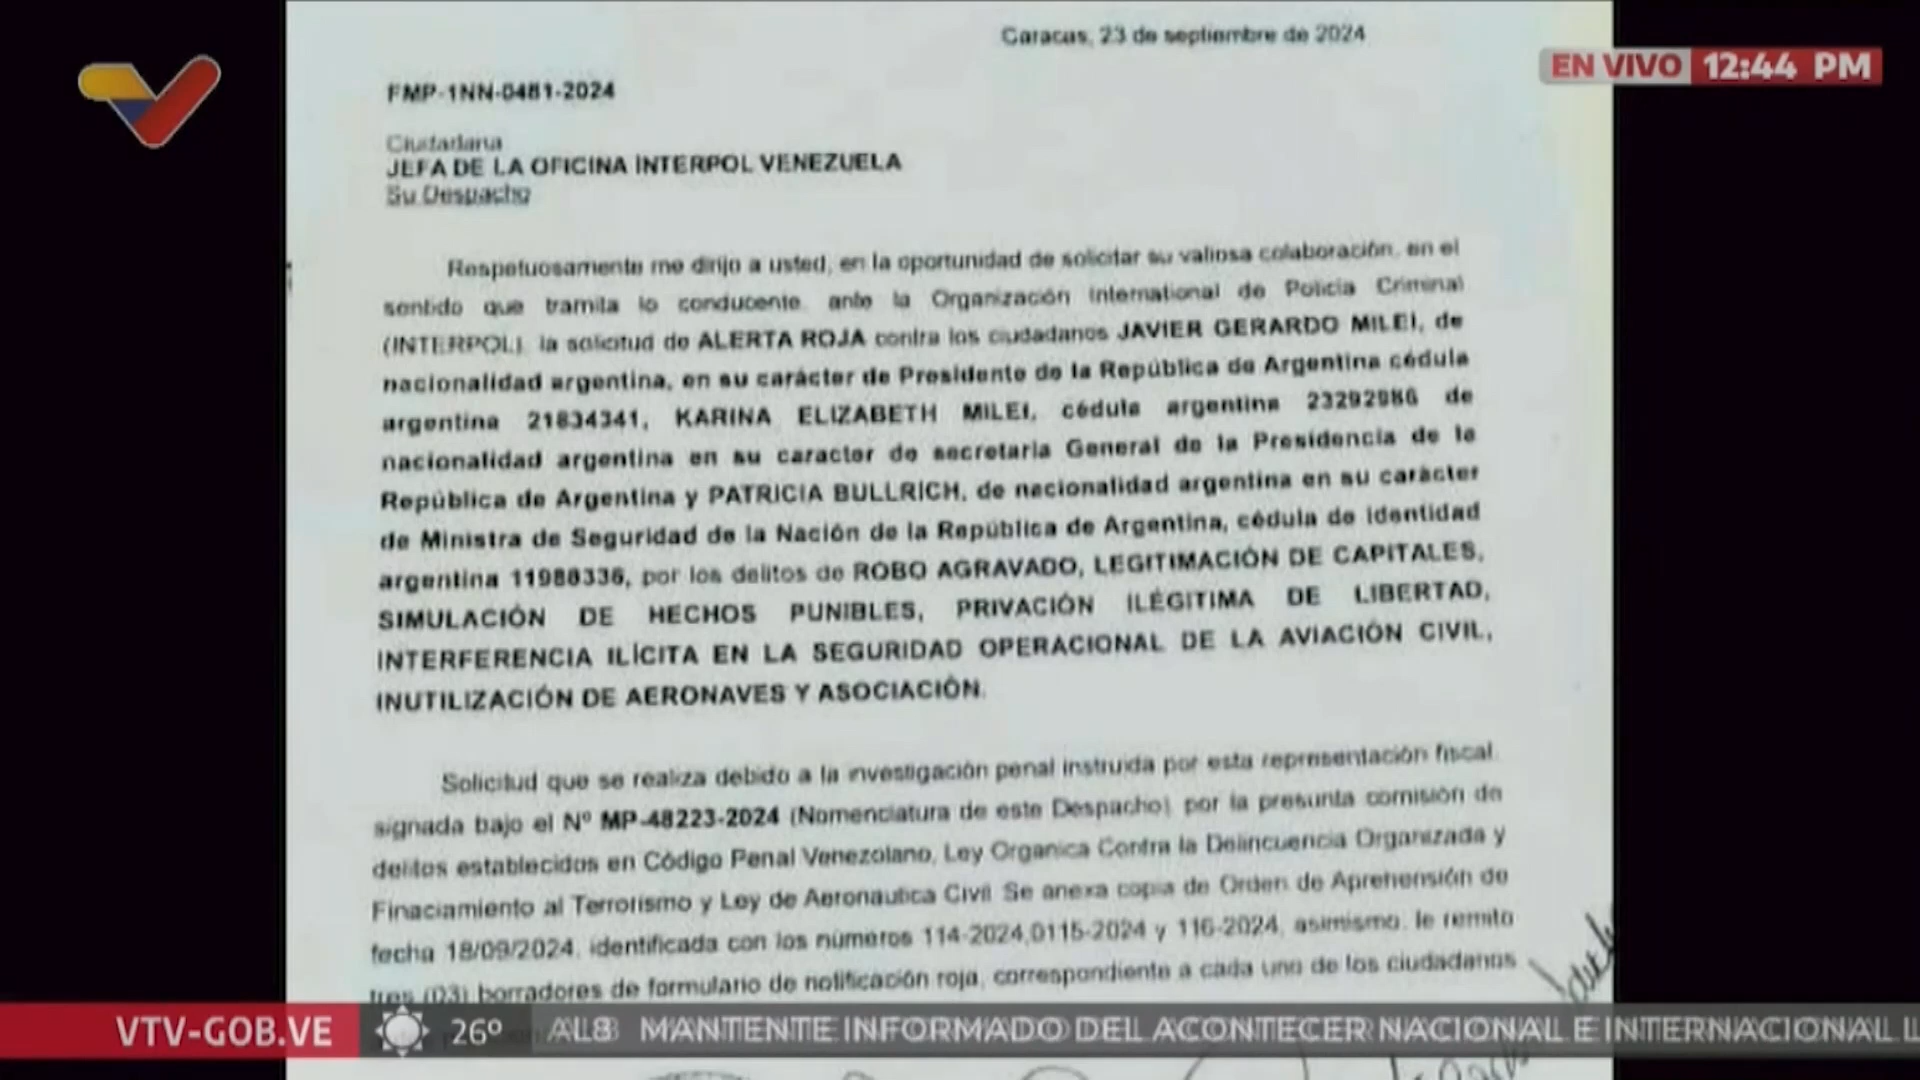 Caracas, 23 de septiembre de 2024
EN VIVO 12:44 PM
FMP-1NN-0481-2024
Ciudadana
JEFA DE LA OFICINA INTERPOL VENEZUELA
Su Despacho
Respetuosamente me dirijo a usted, en la oportunidad de solicitar su valiosa colaboración, en el
sentido que tramita lo conducente ante la Organización International de Policía Criminal
(INTERPOL) la solicitud de ALERTA ROJA contra los ciudadanos JAVIER GERARDO MILEI, de
nacionalidad argentina, en su carácter de Presidente de la República de Argentina cédula
argentina 21834341, KARINA ELIZABETH MILEI, cédula argentina 23292986 de
nacionalidad argentina en su caracter de secretaria General de la Presidencia de la
República de Argentina y PATRICIA BULLRICH, de nacionalidad argentina en su carácter
de Ministra de Seguridad de la Nación de la República de Argentina, cédula de identidad
argentina 11988336, por los delitos de ROBO AGRAVADO, LEGITIMACIÓN DE CAPITALES,
SIMULACIÓN DE HECHOS PUNIBLES, PRIVACIÓN ILÉGITIMA DE LIBERTAD,
INTERFERENCIA ILÍCITA EN LA SEGURIDAD OPERACIONAL DE LA AVIACIÓN CIVIL,
INUTILIZACIÓN DE AERONAVES Y ASOCIACIÓN.
Solicitud que se realiza debido a la investigación penal instruida por esta representación fiscal,
signada bajo el Nº MP-48223-2024 (Nomenclatura de este Despacho) por la presunta comisión de
delitos establecidos en Código Penal Venezolano, Ley Organica Contra la Delincuencia Organizada y
Finaciamiento al Terrorismo y Ley de Aeronautica Civil. Se anexa copia de Orden de Aprehensión de
fecha 18/09/2024, identificada con los números 114-2024,0115-2024 y 116-2024, asimismo, le remito
tres (03) borradores de formulario de notificación roja, correspondiente a cada uno de los ciudadanos
VTV-GOB.VE 26º MANTENTE INFORMADO DEL ACONTECER NACIONAL E INTERNACIONAL